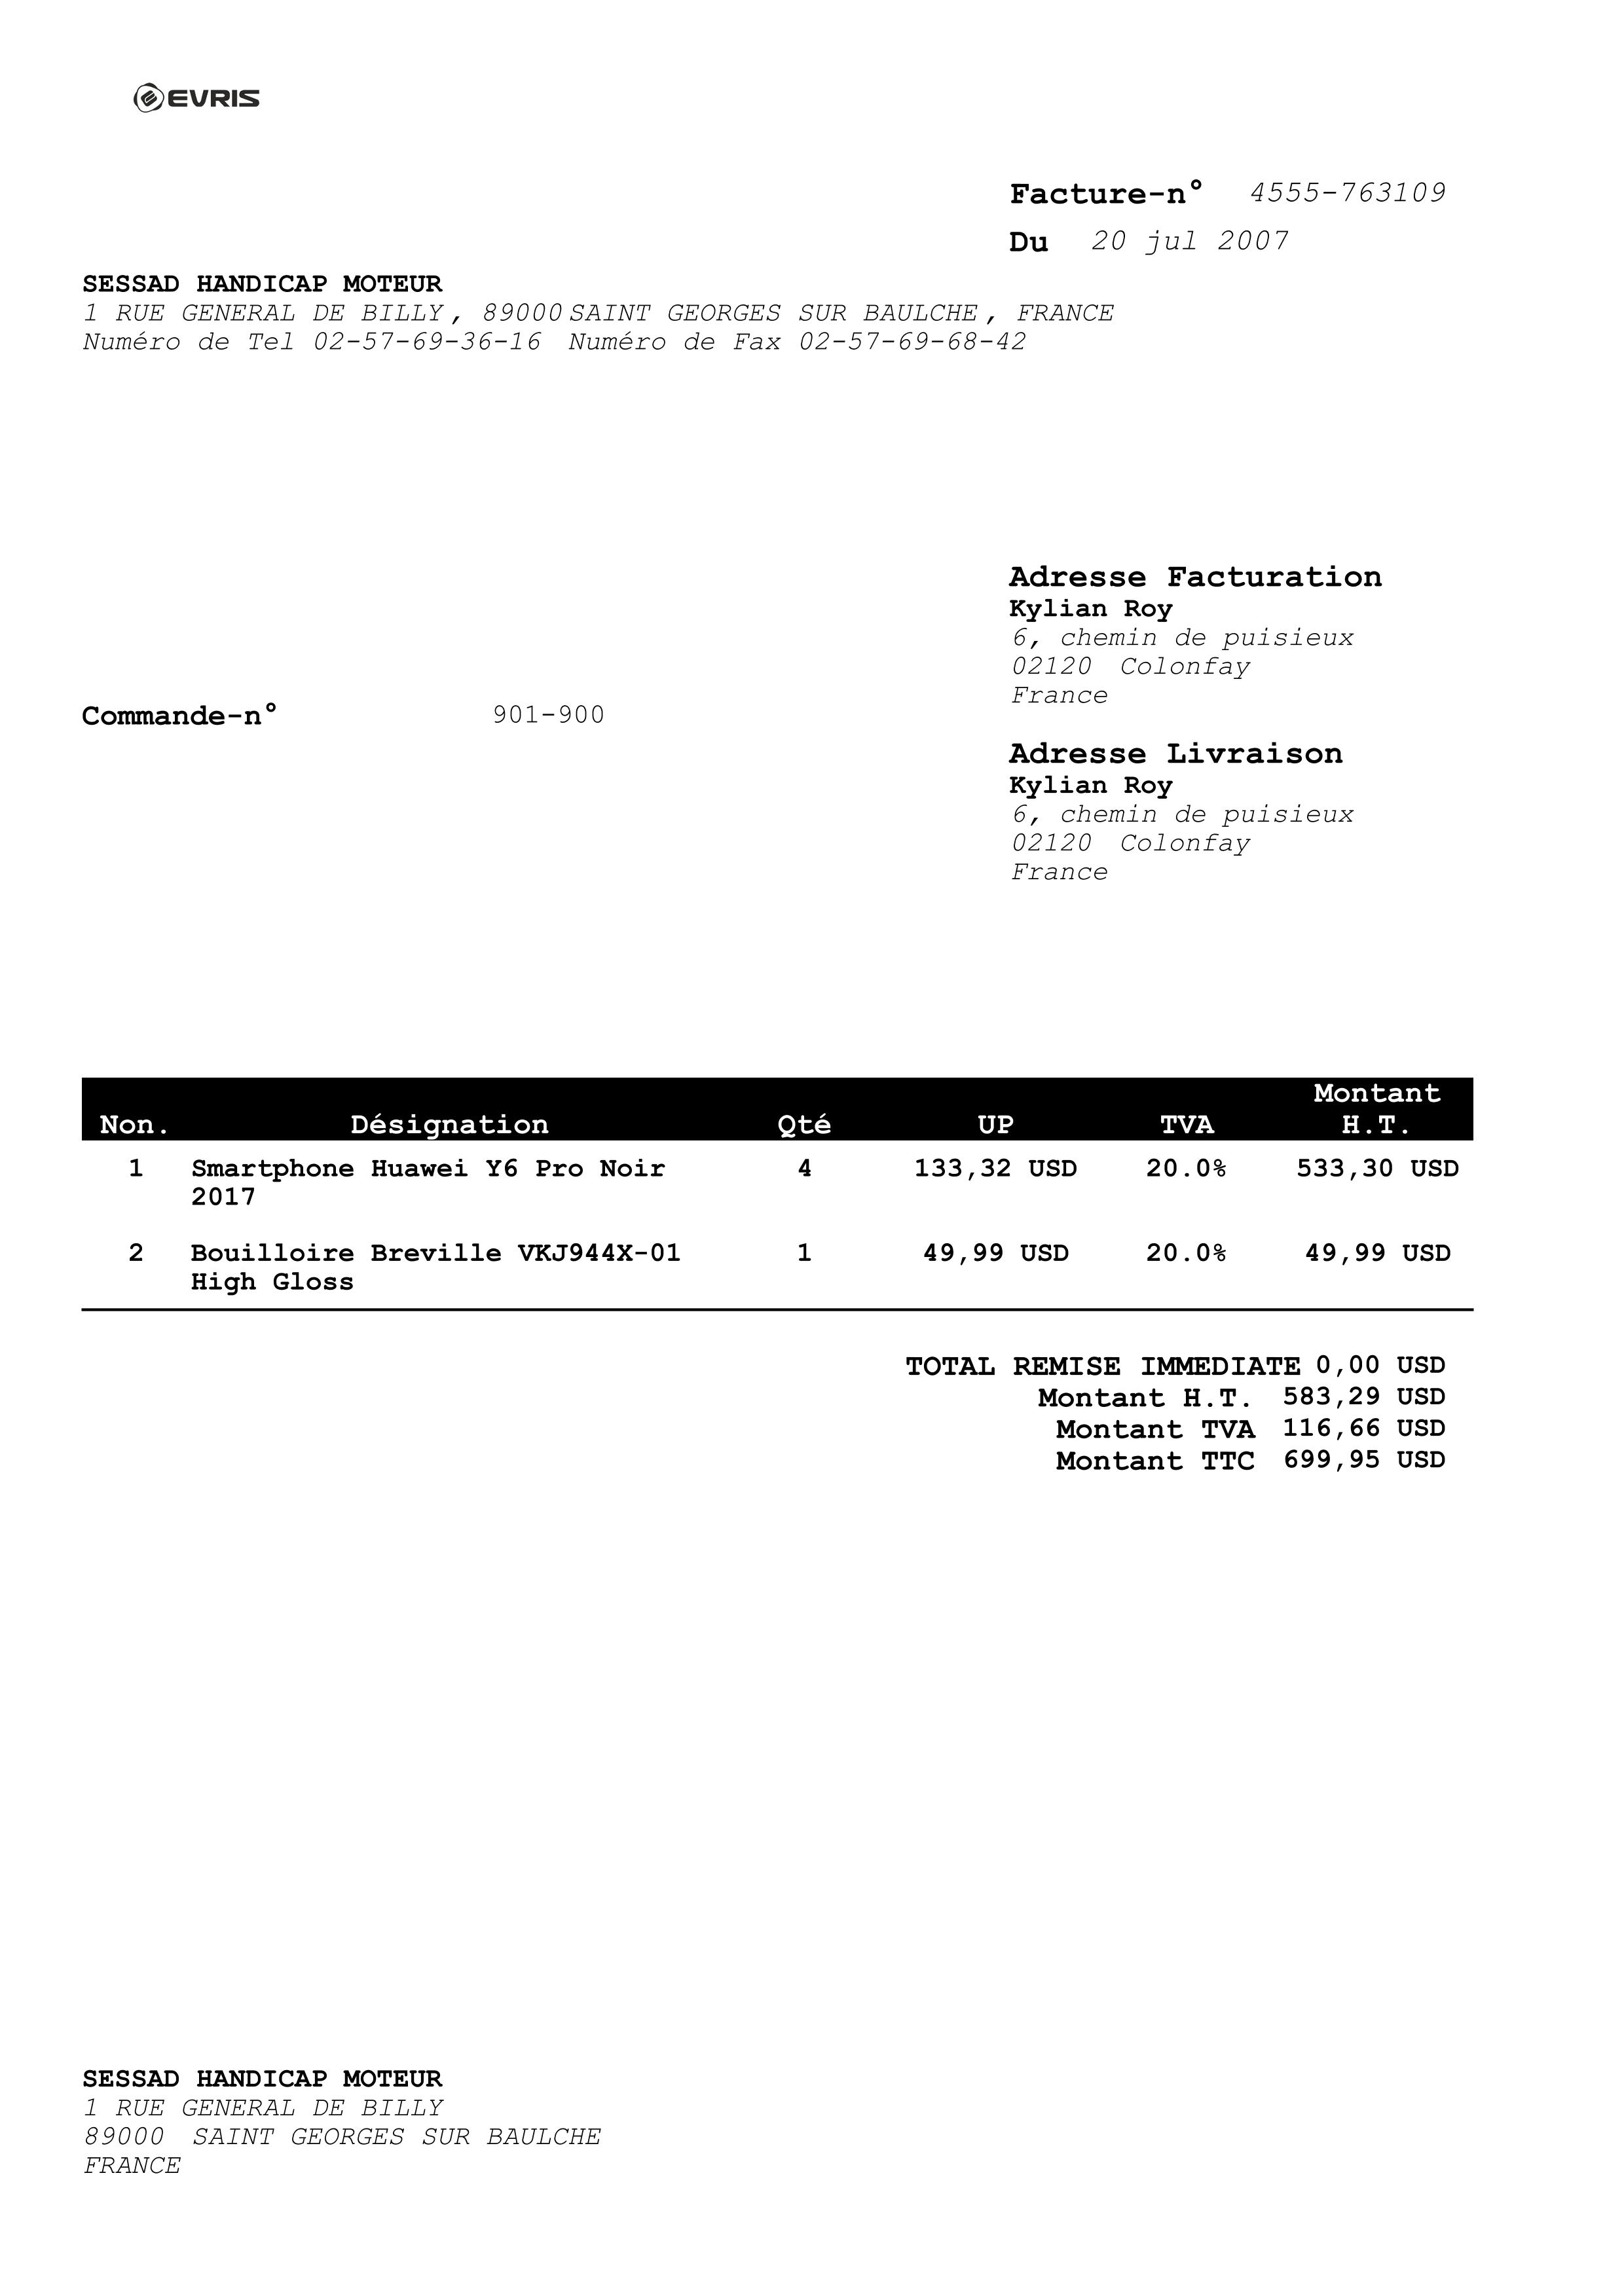 EVRIS
Facture-n° 4555-763109
Du 20 jul 2007
SESSAD HANDICAP MOTEUR
1 RUE GENERAL DE BILLY, 89000 SAINT GEORGES SUR BAULCHE, FRANCE
Numéro de Tel 02-57-69-36-16 Numéro de Fax 02-57-69-68-42
Adresse Facturation
Kylian Roy
6, chemin de puisieux
02120 Colonfay
France
Commande-n° 901-900
Adresse Livraison
Kylian Roy
6, chemin de puisieux
02120 Colonfay
France
Montant
Non. Désignation Qté UP TVA H.T.
1 Smartphone Huawei Y6 Pro Noir 4 133,32 USD 20.0% 533,30 USD
2017
2 Bouilloire Breville VKJ944X-01 1 49,99 USD 20.0% 49,99 USD
High Gloss
TOTAL REMISE IMMEDIATE 0,00 USD
Montant H.T. 583,29 USD
Montant TVA 116,66 USD
Montant TTC 699,95 USD
SESSAD HANDICAP MOTEUR
1 RUE GENERAL DE BILLY
89000 SAINT GEORGES SUR BAULCHE
FRANCE